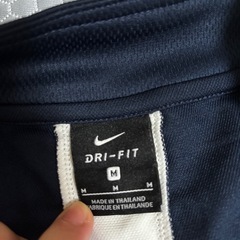 DRI-FIT
M
M M M
MADE IN THAILAND
FABRIQUE EN THAILANDE